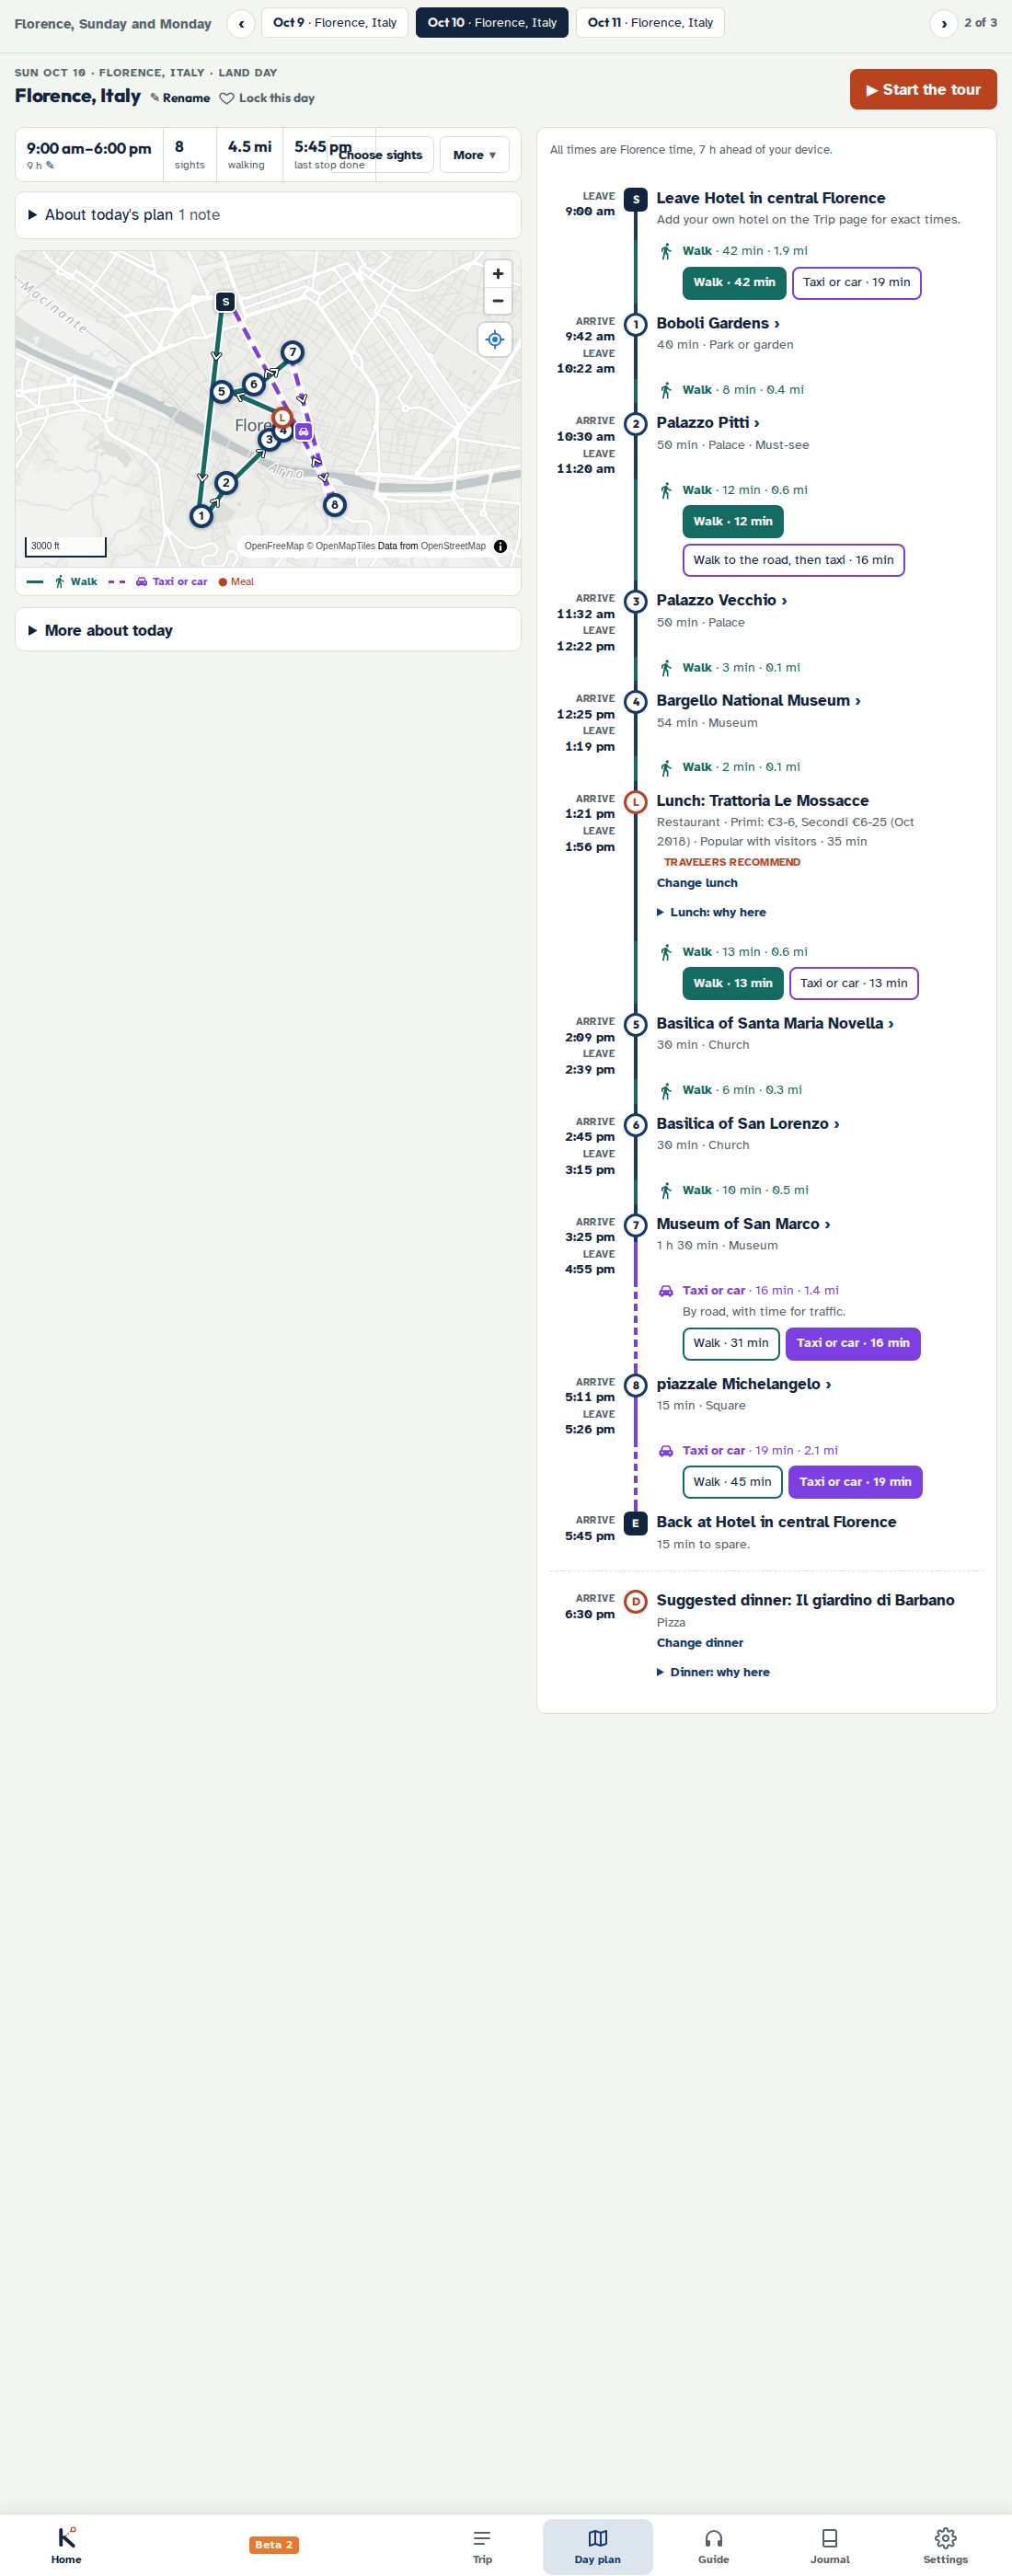 Florence, Sunday and Monday
‹
Oct 9 · Florence, Italy
Oct 10 · Florence, Italy
Oct 11 · Florence, Italy
›
2 of 3
SUN OCT 10 · FLORENCE, ITALY · LAND DAY
Florence, Italy ✎ Rename Lock this day
▶ Start the tour
9:00 am–6:00 pm
9 h ✎
8
sights
4.5 mi
walking
5:45 pm
last stop done
Choose sights
More ▾
▶ About today's plan 1 note
Macinante
S
7
6
5
L
Flore
4
3
Arno
2
8
1
+
−
3000 ft
OpenFreeMap © OpenMapTiles Data from OpenStreetMap
Walk Taxi or car Meal
▶ More about today
All times are Florence time, 7 h ahead of your device.
LEAVE
9:00 am
S
Leave Hotel in central Florence
Add your own hotel on the Trip page for exact times.
Walk · 42 min · 1.9 mi
Walk · 42 min
Taxi or car · 19 min
ARRIVE
9:42 am
LEAVE
10:22 am
1
Boboli Gardens ›
40 min · Park or garden
Walk · 8 min · 0.4 mi
ARRIVE
10:30 am
LEAVE
11:20 am
2
Palazzo Pitti ›
50 min · Palace · Must-see
Walk · 12 min · 0.6 mi
Walk · 12 min
Walk to the road, then taxi · 16 min
ARRIVE
11:32 am
LEAVE
12:22 pm
3
Palazzo Vecchio ›
50 min · Palace
Walk · 3 min · 0.1 mi
ARRIVE
12:25 pm
LEAVE
1:19 pm
4
Bargello National Museum ›
54 min · Museum
Walk · 2 min · 0.1 mi
ARRIVE
1:21 pm
LEAVE
1:56 pm
L
Lunch: Trattoria Le Mossacce
Restaurant · Primi: €3-6, Secondi €6-25 (Oct
2018) · Popular with visitors · 35 min
TRAVELERS RECOMMEND
Change lunch
▶ Lunch: why here
Walk · 13 min · 0.6 mi
Walk · 13 min
Taxi or car · 13 min
ARRIVE
2:09 pm
LEAVE
2:39 pm
5
Basilica of Santa Maria Novella ›
30 min · Church
Walk · 6 min · 0.3 mi
ARRIVE
2:45 pm
LEAVE
3:15 pm
6
Basilica of San Lorenzo ›
30 min · Church
Walk · 10 min · 0.5 mi
ARRIVE
3:25 pm
LEAVE
4:55 pm
7
Museum of San Marco ›
1 h 30 min · Museum
Taxi or car · 16 min · 1.4 mi
By road, with time for traffic.
Walk · 31 min
Taxi or car · 16 min
ARRIVE
5:11 pm
LEAVE
5:26 pm
8
piazzale Michelangelo ›
15 min · Square
Taxi or car · 19 min · 2.1 mi
Walk · 45 min
Taxi or car · 19 min
ARRIVE
5:45 pm
E
Back at Hotel in central Florence
15 min to spare.
ARRIVE
6:30 pm
D
Suggested dinner: Il giardino di Barbano
Pizza
Change dinner
▶ Dinner: why here
Home
Beta 2
Trip
Day plan
Guide
Journal
Settings